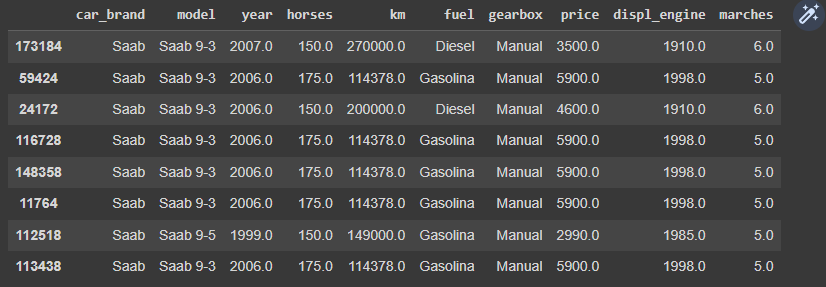 car_brand model year horses km fuel gearbox price displ_engine marches
173184 Saab Saab 9-3 2007.0 150.0 270000.0 Diesel Manual 3500.0 1910.0 6.0
59424 Saab Saab 9-3 2006.0 175.0 114378.0 Gasolina Manual 5900.0 1998.0 5.0
24172 Saab Saab 9-3 2006.0 150.0 200000.0 Diesel Manual 4600.0 1910.0 6.0
116728 Saab Saab 9-3 2006.0 175.0 114378.0 Gasolina Manual 5900.0 1998.0 5.0
148358 Saab Saab 9-3 2006.0 175.0 114378.0 Gasolina Manual 5900.0 1998.0 5.0
11764 Saab Saab 9-3 2006.0 175.0 114378.0 Gasolina Manual 5900.0 1998.0 5.0
112518 Saab Saab 9-5 1999.0 150.0 149000.0 Gasolina Manual 2990.0 1985.0 5.0
113438 Saab Saab 9-3 2006.0 175.0 114378.0 Gasolina Manual 5900.0 1998.0 5.0